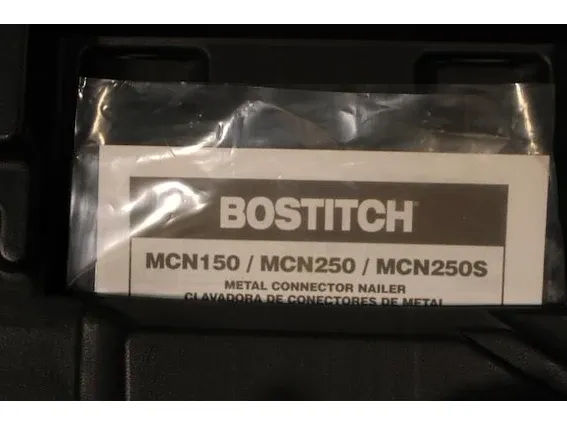 BOSTITCH
MCN150 / MCN250 / MCN250S
METAL CONNECTOR NAILER
CLAVADORA DE CONECTORES DE METAL